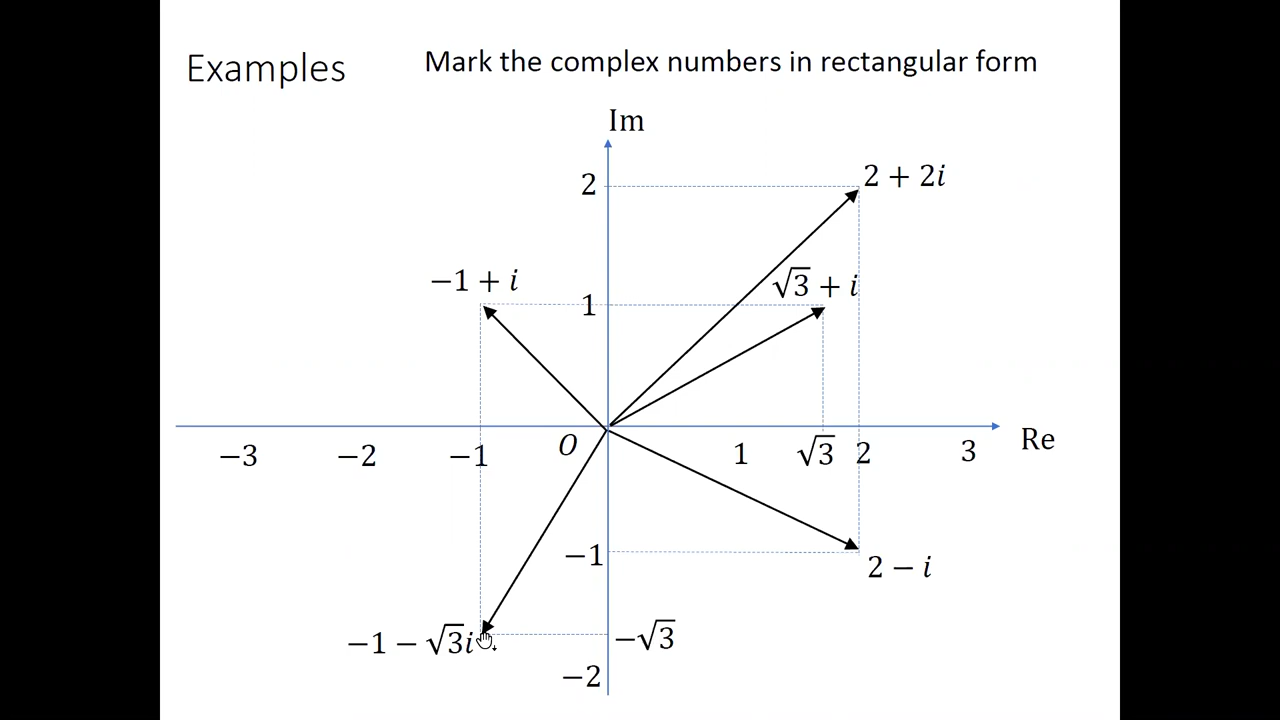 Examples
Mark the complex numbers in rectangular form
Im
2
2 + 2i
−1 + i
1
√3 + i
−3
−2
−1
O
1
√3
2
3
Re
−1
2 − i
−1 − √3i
−√3
−2